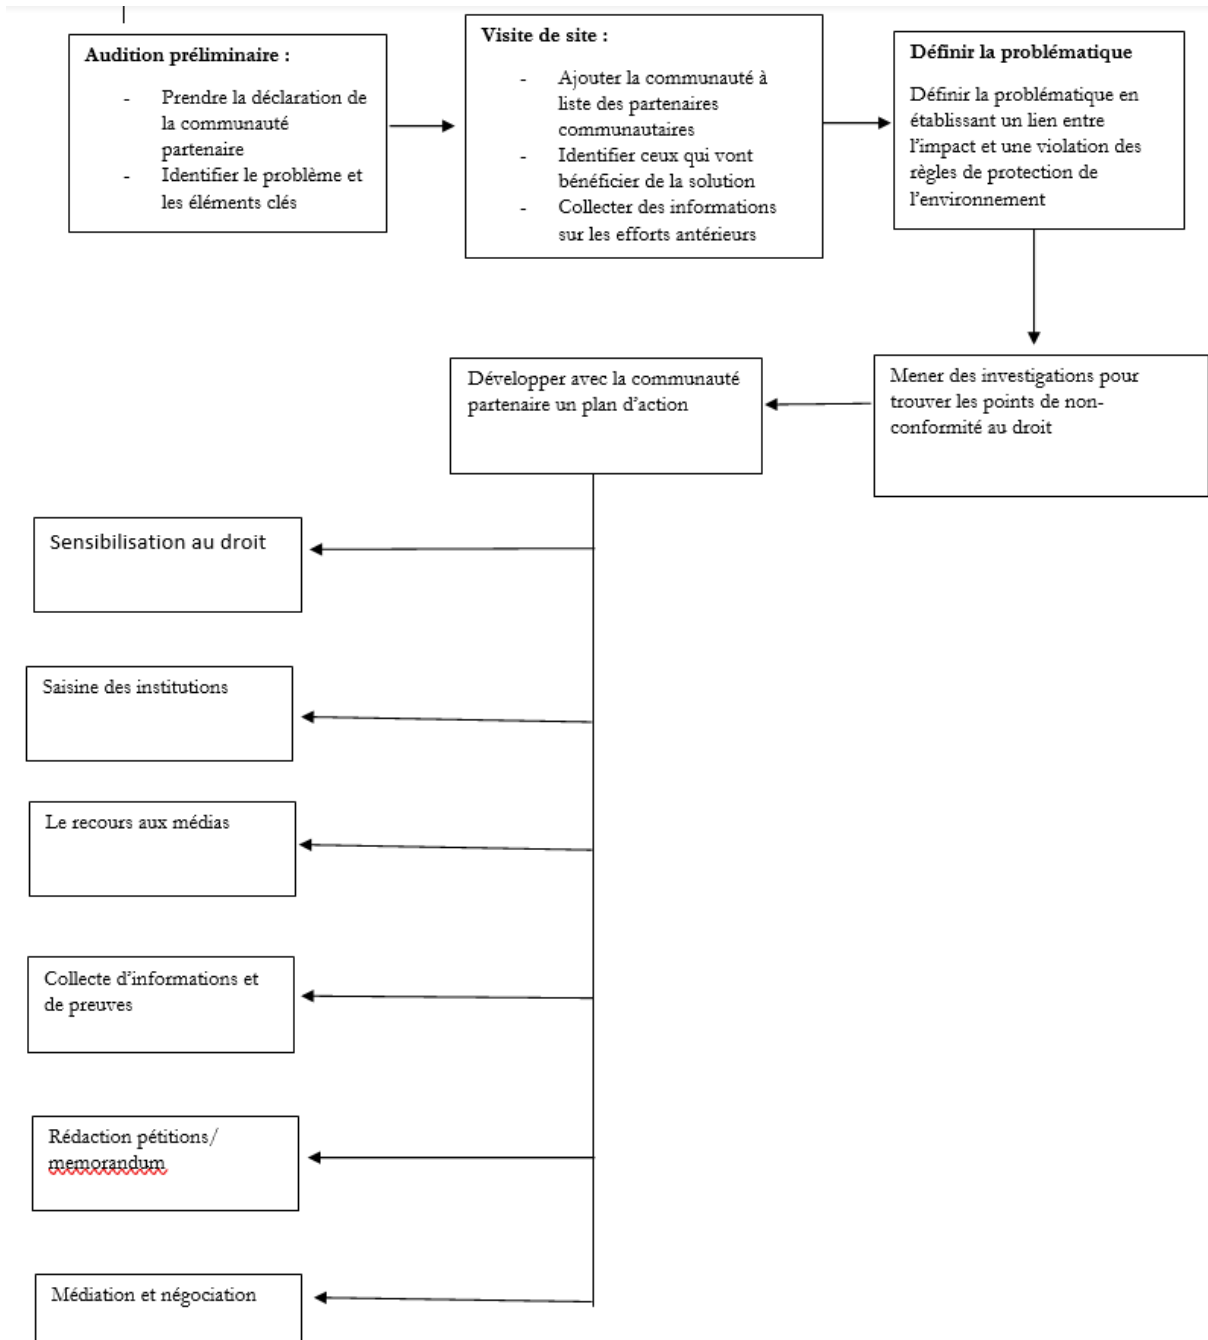 Audition préliminaire :
- Prendre la déclaration de
la communauté
partenaire
- Identifier le problème et
les éléments clés
Visite de site :
- Ajouter la communauté à
liste des partenaires
communautaires
- Identifier ceux qui vont
bénéficier de la solution
- Collecter des informations
sur les efforts antérieurs
Définir la problématique
Définir la problématique en
établissant un lien entre
l'impact et une violation des
règles de protection de
l'environnement
Mener des investigations pour
trouver les points de non-
conformité au droit
Développer avec la communauté
partenaire un plan d'action
Sensibilisation au droit
Saisine des institutions
Le recours aux médias
Collecte d'informations et
de preuves
Rédaction pétitions/
memorandum
Médiation et négociation